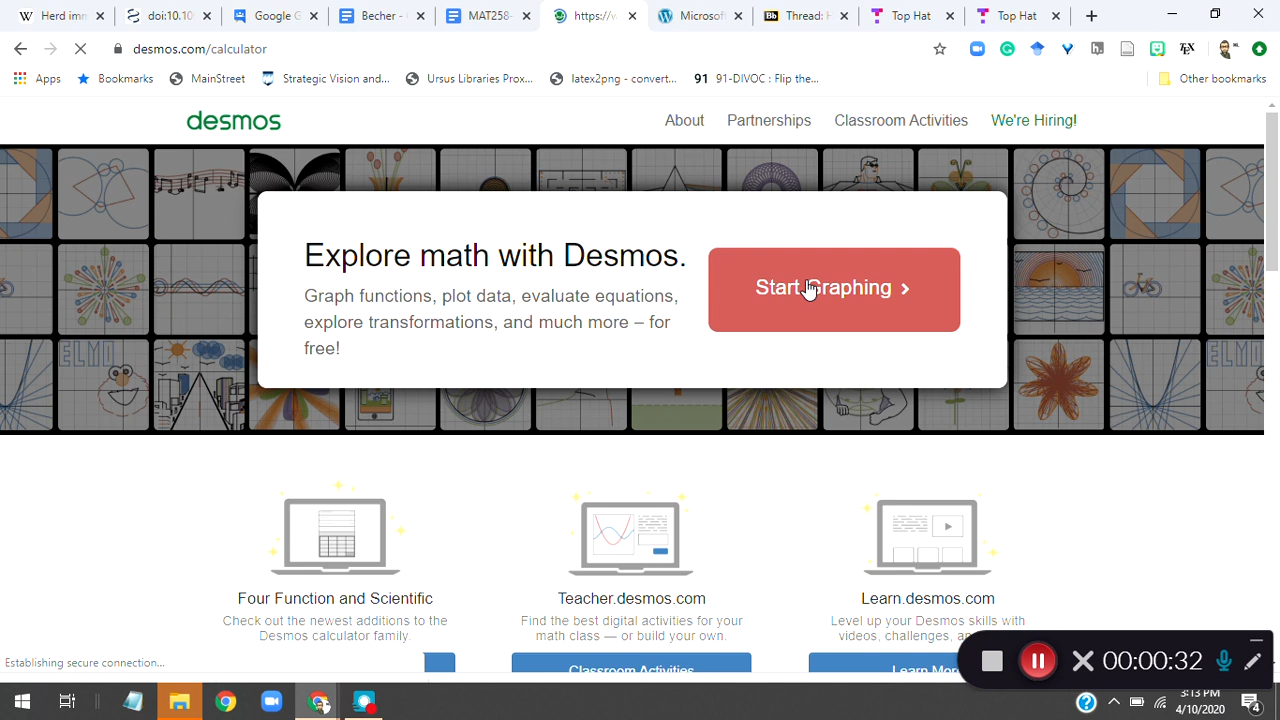 Herd imm
doi:10.10
Google G
Becher -
MAT258-
https://w
Microsof
Bb Thread: H
Top Hat
Top Hat
desmos.com/calculator
Apps
Bookmarks
MainStreet
Strategic Vision and...
Ursus Libraries Prox...
latex2png - convert...
91 91-DIVOC : Flip the...
Other bookmarks
desmos
About
Partnerships
Classroom Activities
We're Hiring!
Explore math with Desmos.
Graph functions, plot data, evaluate equations,
explore transformations, and much more – for
free!
Start Graphing ›
ELMO
ELMO
Four Function and Scientific
Check out the newest additions to the
Desmos calculator family.
Teacher.desmos.com
Find the best digital activities for your
math class — or build your own.
Classroom Activities
Learn.desmos.com
Level up your Desmos skills with
videos, challenges,
Learn More
Establishing secure connection...
00:00:32
3:13 PM
4/10/2020
4